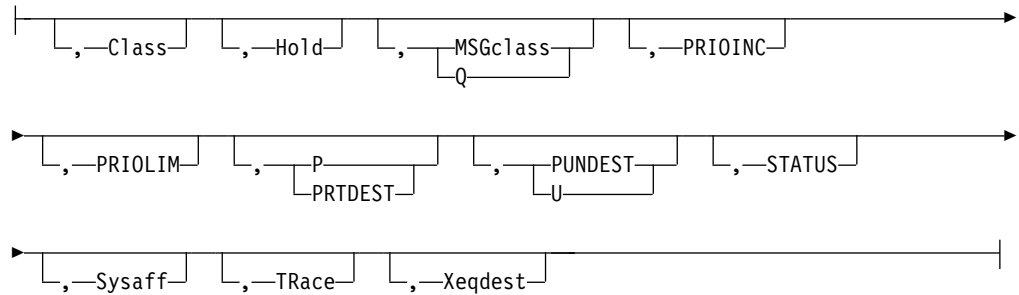 ,—Class ,—Hold ,—MSGclass ,—PRIOINC
Q
,—PRIOLIM ,—P ,—PUNDEST ,—STATUS
PRTDEST U
,—Sysaff ,—TRace ,—Xeqdest